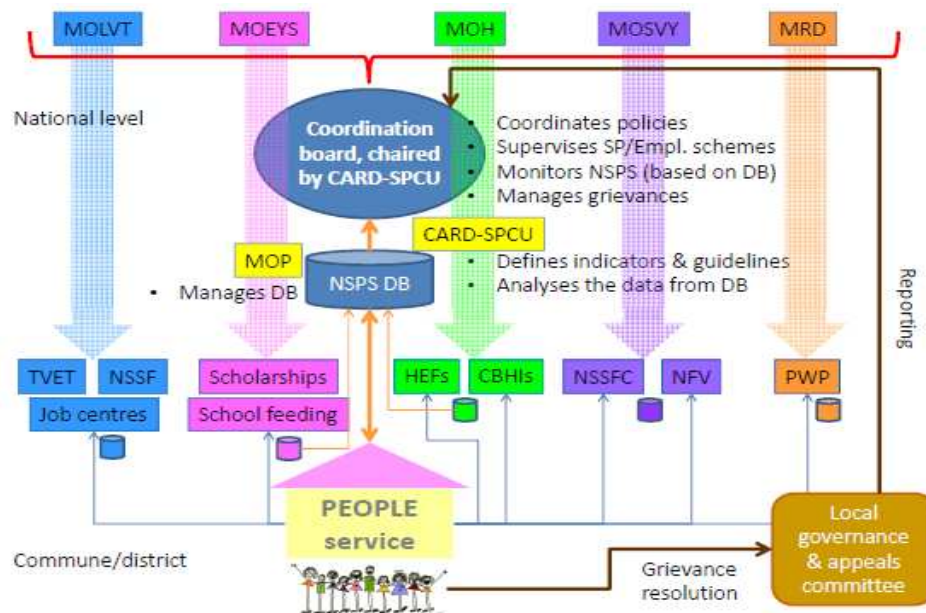 MOLVT
MOEYS
MOH
MOSVY
MRD
National level
Coordination
board, chaired
by CARD-SPCU
• Coordinates policies
• Supervises SP/Empl. schemes
• Monitors NSPS (based on DB)
• Manages grievances
CARD-SPCU
• Defines indicators & guidelines
• Analyses the data from DB
MOP
• Manages DB
NSPS DB
Reporting
TVET
NSSF
Job centres
Scholarships
School feeding
HEFs
CBHIs
NSSFC
NFV
PWP
PEOPLE
service
Commune/district
Grievance
resolution
Local
governance
& appeals
committee